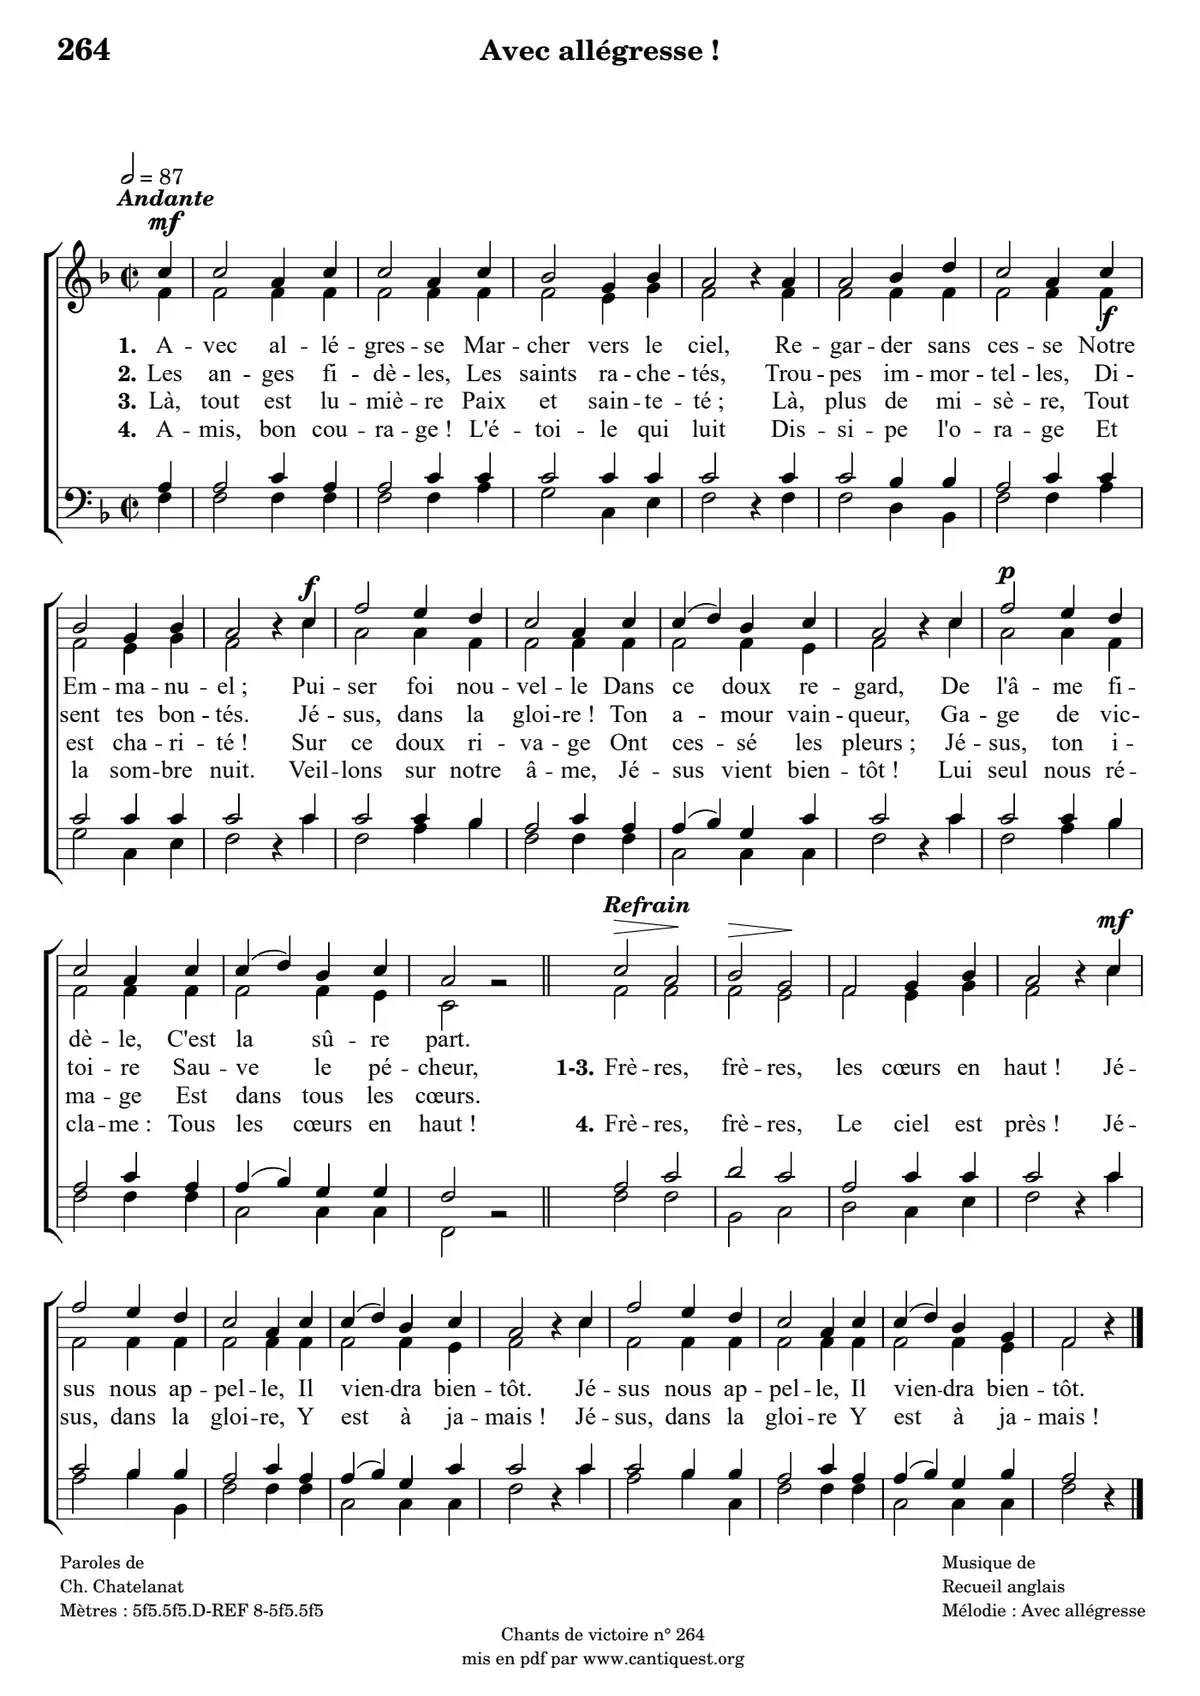 264 Avec allégresse !
= 87
Andante
mf
f
1. A - vec al - lé - gres - se Mar - cher vers le ciel, Re - gar - der sans ces - se Notre
2. Les an - ges fi - dè - les, Les saints ra - che - tés, Trou - pes im - mor - tel - les, Di -
3. Là, tout est lu - miè - re Paix et sain - te - té ; Là, plus de mi - sè - re, Tout
4. A - mis, bon cou - ra - ge ! L'é - toi - le qui luit Dis - si - pe l'o - ra - ge Et
f p
Em - ma - nu - el ; Pui - ser foi nou - vel - le Dans ce doux re - gard, De l'â - me fi -
sent tes bon - tés. Jé - sus, dans la gloi - re ! Ton a - mour vain - queur, Ga - ge de vic -
est cha - ri - té ! Sur ce doux ri - va - ge Ont ces - sé les pleurs ; Jé - sus, ton i -
la som - bre nuit. Veil - lons sur notre â - me, Jé - sus vient bien - tôt ! Lui seul nous ré -
Refrain
mf
dè - le, C'est la sû - re part.
toi - re Sau - ve le pé - cheur, 1-3. Frè - res, frè - res, les cœurs en haut ! Jé -
ma - ge Est dans tous les cœurs.
cla - me : Tous les cœurs en haut ! 4. Frè - res, frè - res, Le ciel est près ! Jé -
sus nous ap - pel - le, Il vien - dra bien - tôt. Jé - sus nous ap - pel - le, Il vien - dra bien - tôt.
sus, dans la gloi - re, Y est à ja - mais ! Jé - sus, dans la gloi - re Y est à ja - mais !
Paroles de
Ch. Chatelanat
Mètres : 5f5.5f5.D-REF 8-5f5.5f5
Musique de
Recueil anglais
Mélodie : Avec allégresse
Chants de victoire n° 264
mis en pdf par www.cantiquest.org